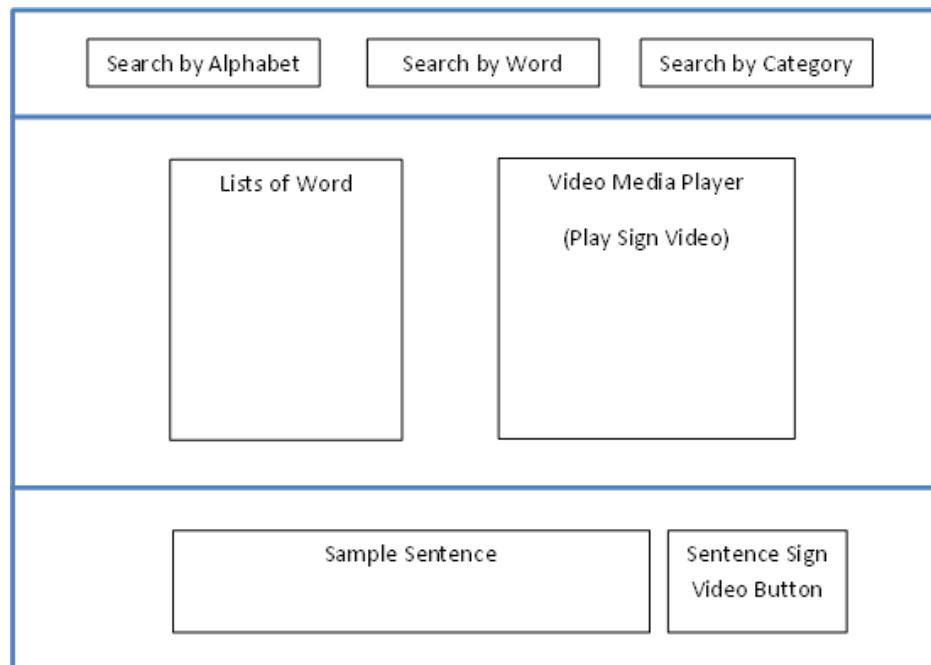 Search by Alphabet
Search by Word
Search by Category
Lists of Word
Video Media Player
(Play Sign Video)
Sample Sentence
Sentence Sign
Video Button